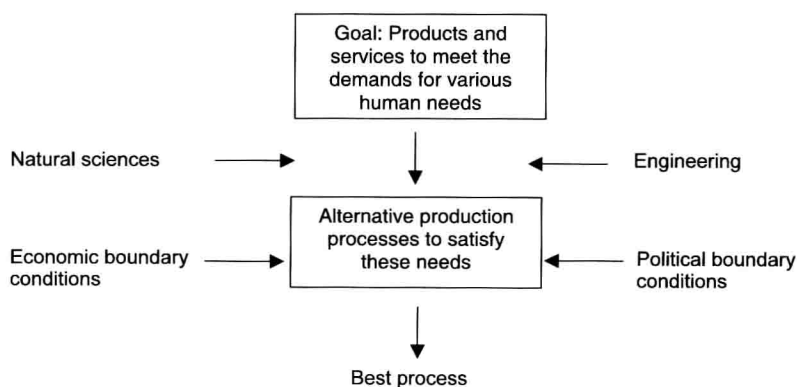 Goal: Products and
services to meet the
demands for various
human needs
Natural sciences
Engineering
Alternative production
processes to satisfy
these needs
Economic boundary
conditions
Political boundary
conditions
Best process